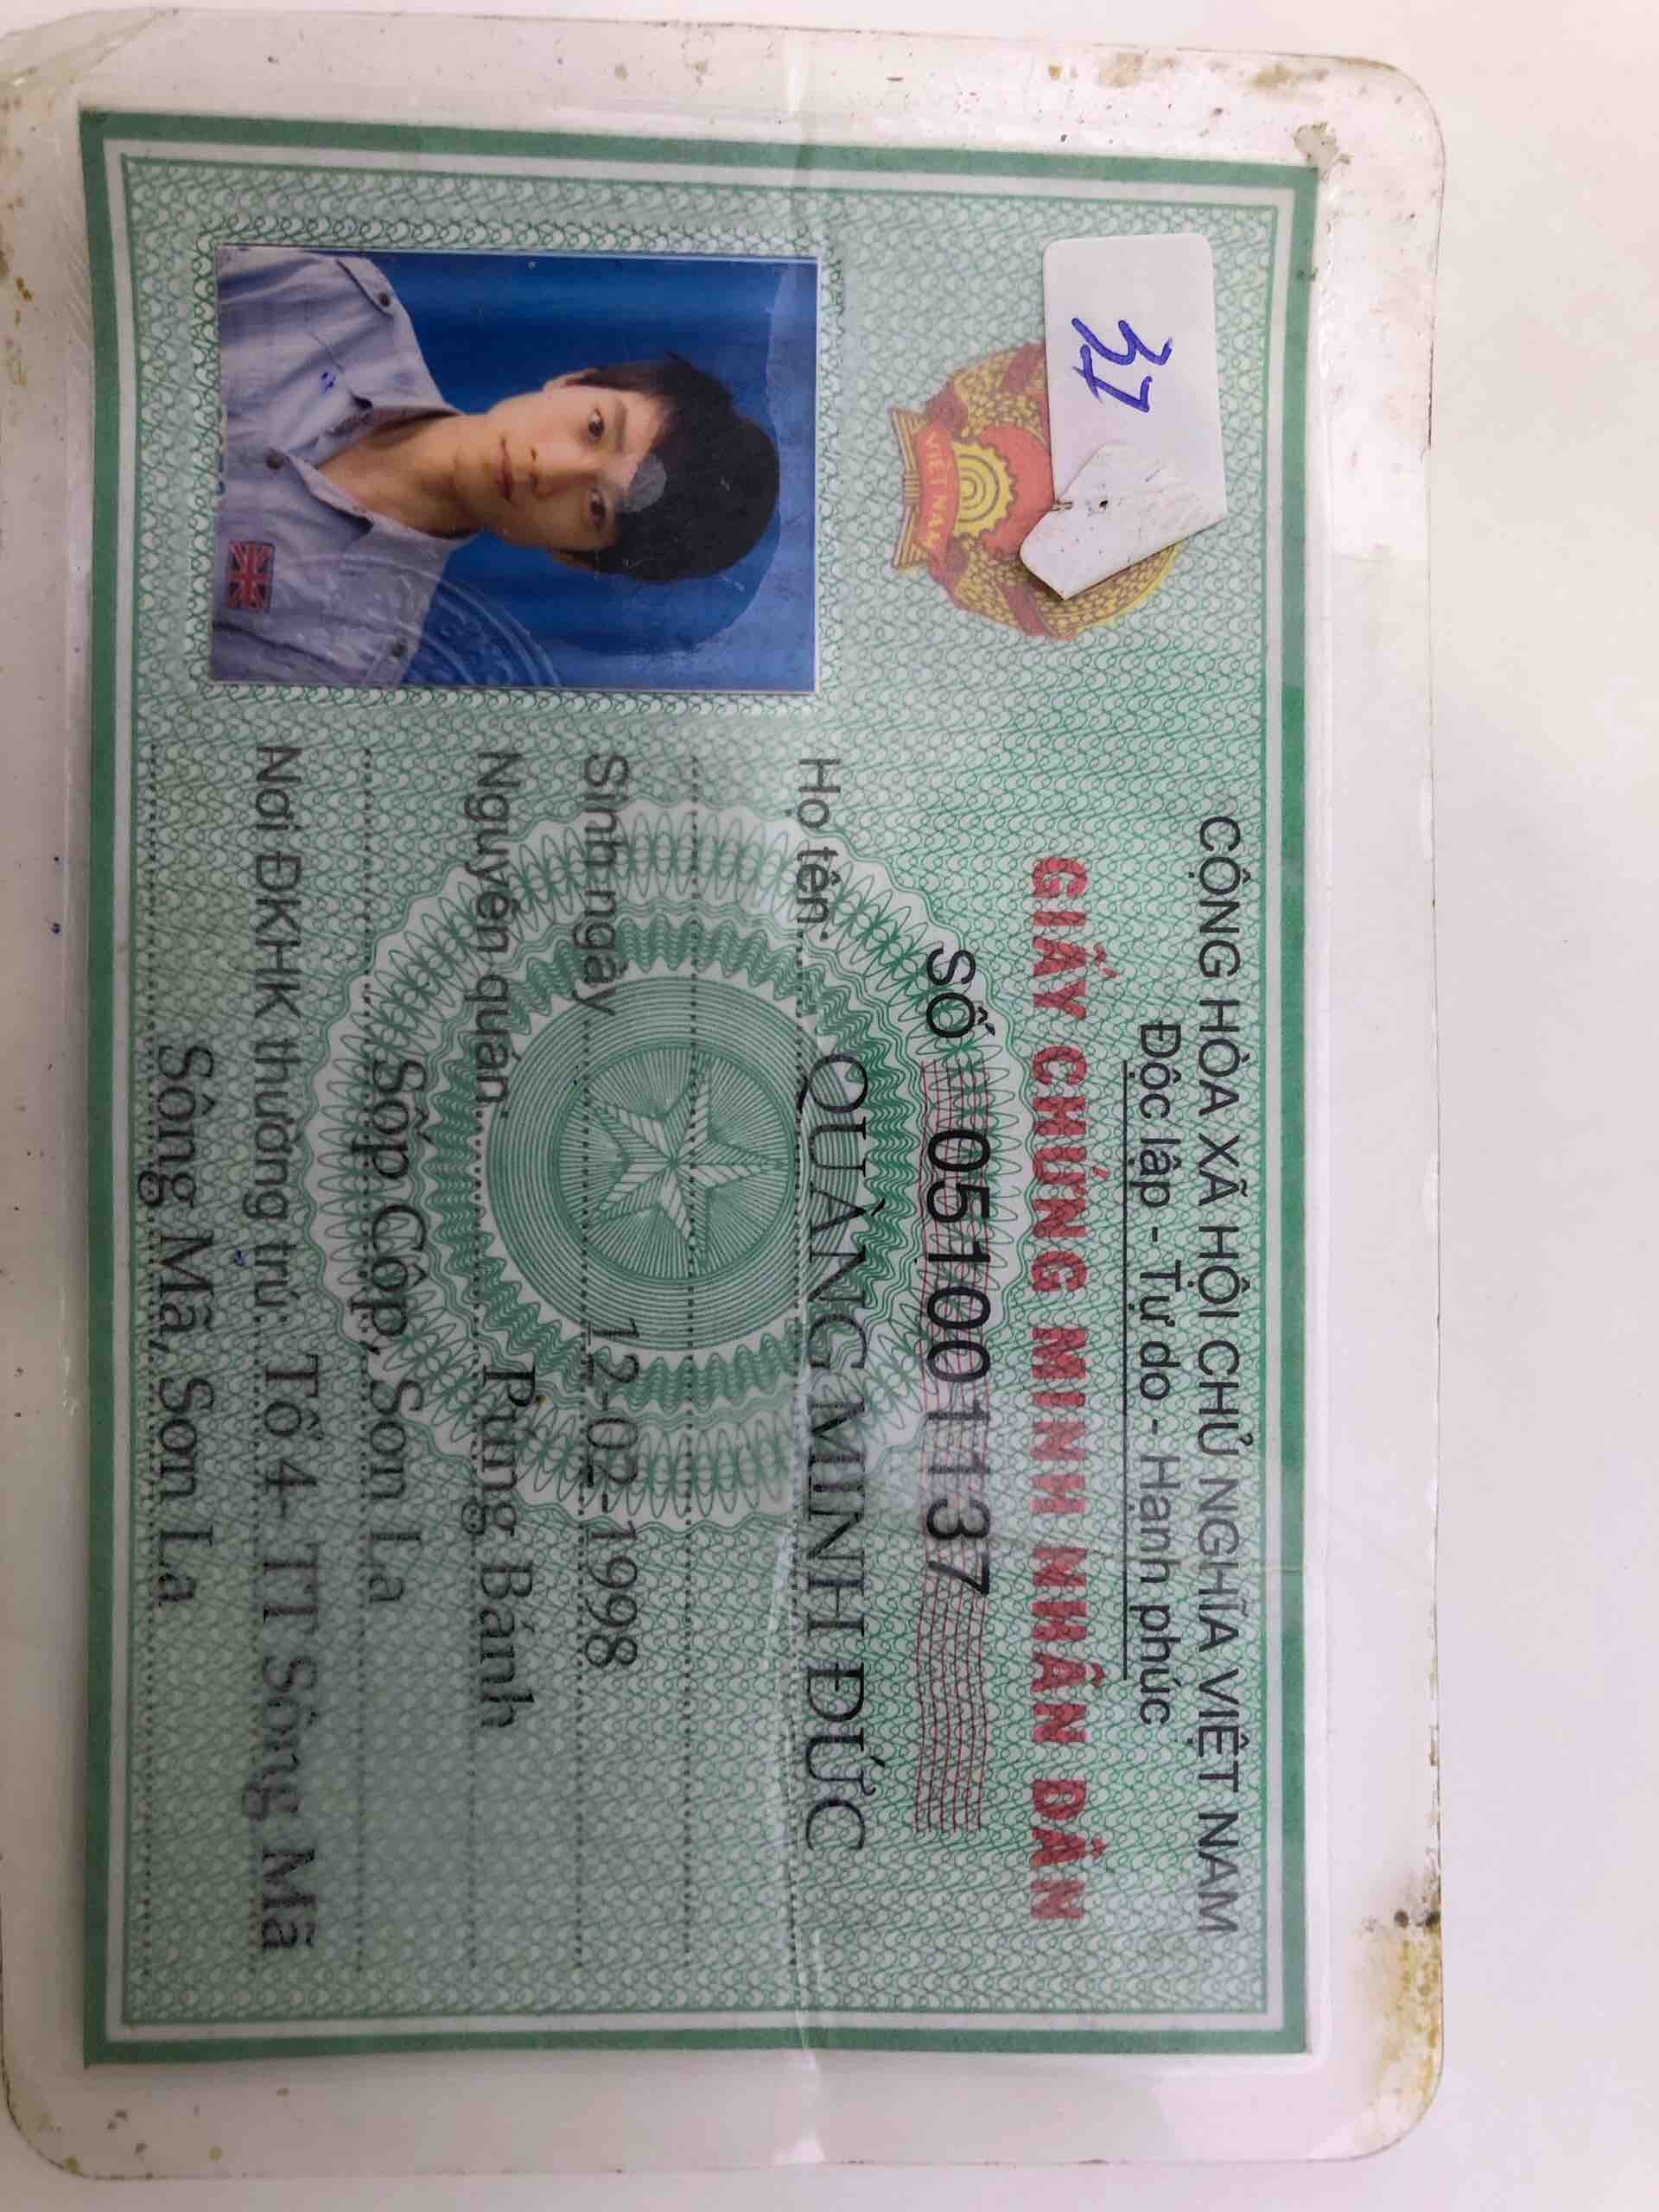 37
VIỆT NAM
CỘNG HÒA XÃ HỘI CHỦ NGHĨA VIỆT NAM
Độc lập - Tự do - Hạnh phúc
GIẤY CHỨNG MINH NHÂN DÂN
SỐ 051001137
Họ tên: QUÀNG MINH ĐỨC
Sinh ngày 12-02-1998
Nguyên quán Púng Bánh
Sốp Cộp, Sơn La
Nơi ĐKHK thường trú: Tổ 4- TT Sông Mã
Sông Mã, Sơn La